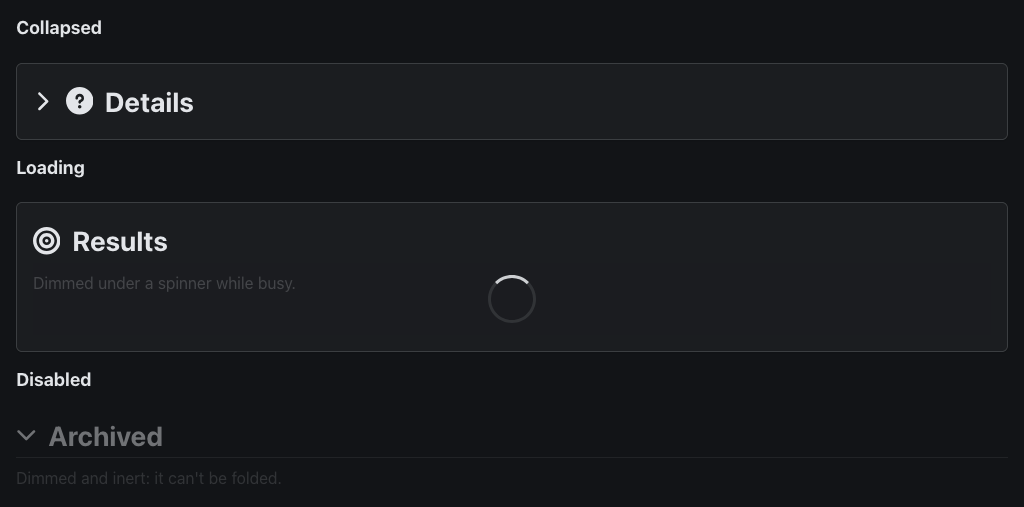 Collapsed
Details
Loading
Results
Dimmed under a spinner while busy.
Disabled
Archived
Dimmed and inert: it can't be folded.